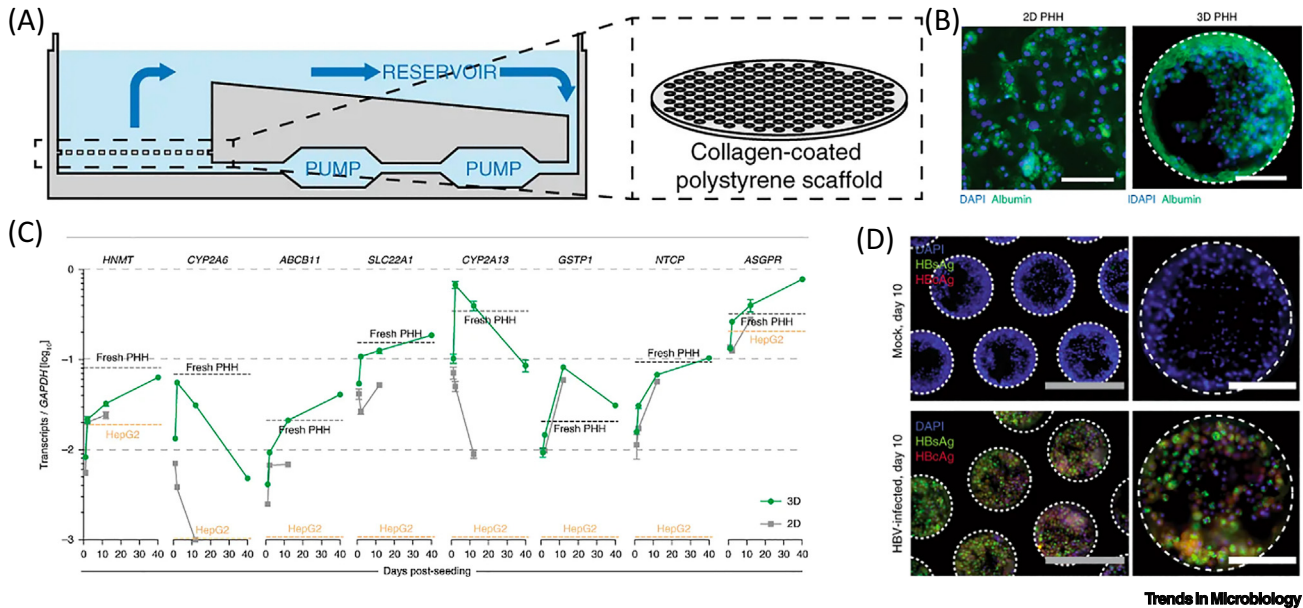 (A)
RESERVOIR
PUMP
PUMP
Collagen-coated
polystyrene scaffold
(B)
2D PHH
3D PHH
DAPI Albumin
IDAPI Albumin
(C)
HNMT
CYP2A6
ABCB11
SLC22A1
CYP2A13
GSTP1
NTCP
ASGPR
Transcripts / GAPDH [log10]
0
−1
−2
−3
Fresh PHH
HepG2
Fresh PHH
HepG2
Fresh PHH
HepG2
Fresh PHH
HepG2
Fresh PHH
HepG2
Fresh PHH
HepG2
Fresh PHH
HepG2
Fresh PHH
HepG2
3D
2D
0 10 20 30 40
0 10 20 30 40
0 10 20 30 40
0 10 20 30 40
0 10 20 30 40
0 10 20 30 40
0 10 20 30 40
0 10 20 30 40
Days post-seeding
(D)
Mock, day 10
DAPI
HBsAg
HBcAg
HBV-infected, day 10
DAPI
HBsAg
HBcAg
Trends in Microbiology